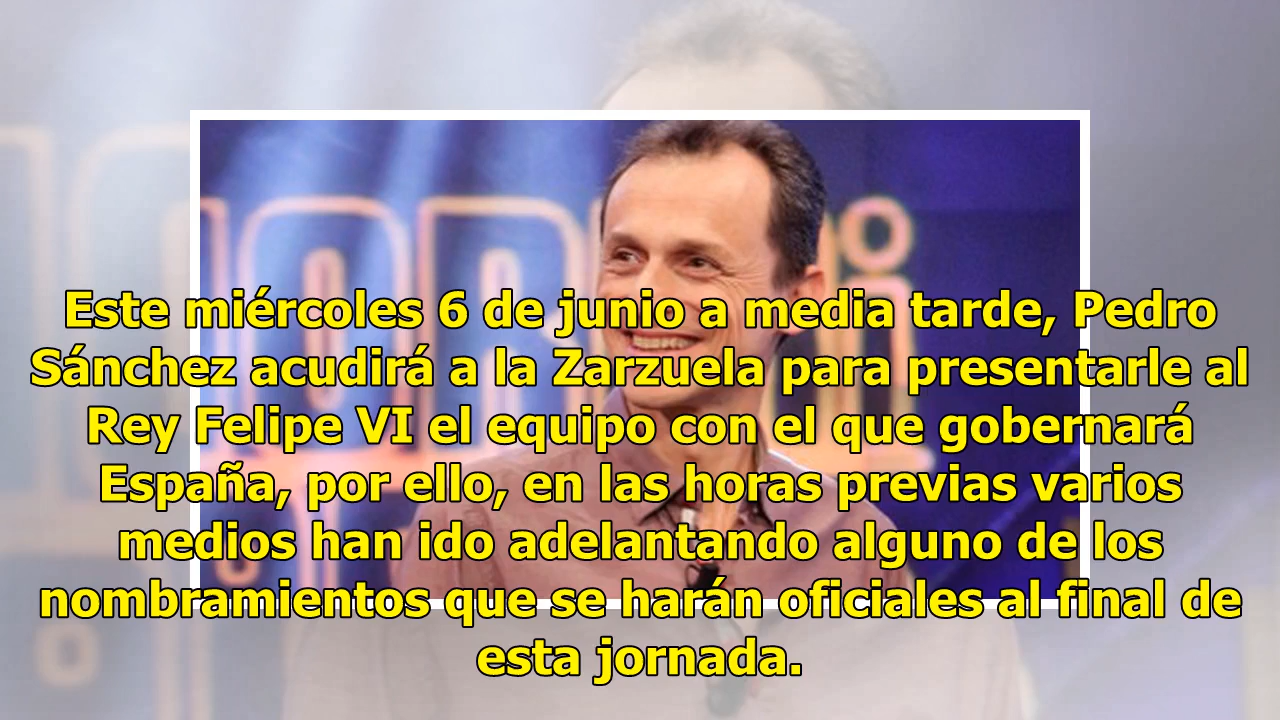 Este miércoles 6 de junio a media tarde, Pedro
Sánchez acudirá a la Zarzuela para presentarle al
Rey Felipe VI el equipo con el que gobernará
España, por ello, en las horas previas varios
medios han ido adelantando alguno de los
nombramientos que se harán oficiales al final de
esta jornada.